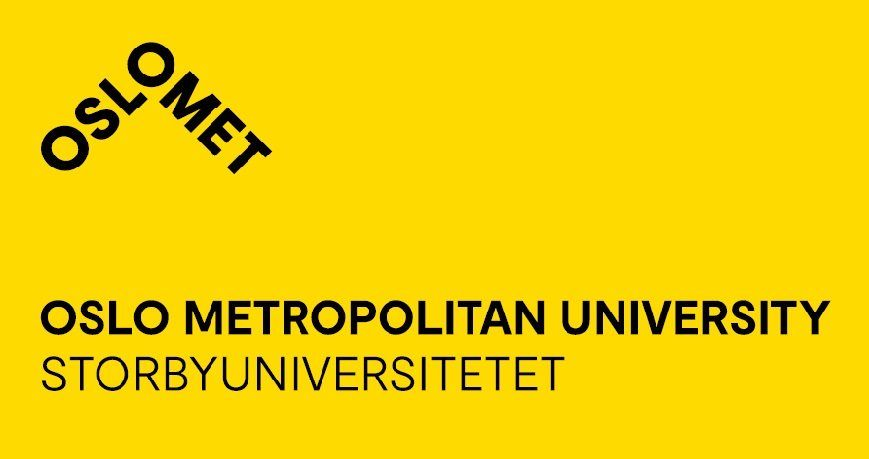 OSLOMET
OSLO METROPOLITAN UNIVERSITY
STORBYUNIVERSITETET